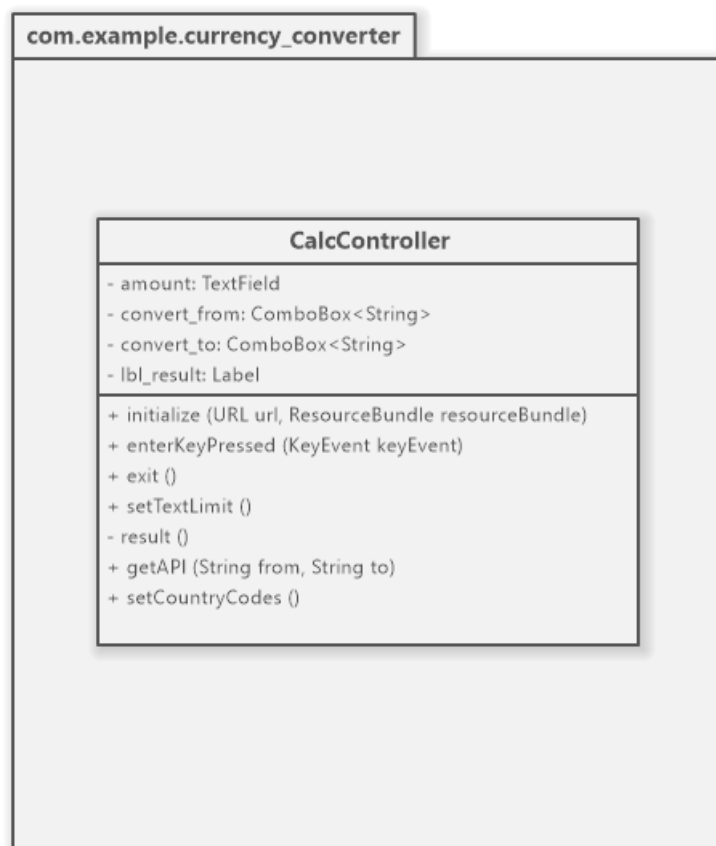 com.example.currency_converter
CalcController
- amount: TextField
- convert_from: ComboBox<String>
- convert_to: ComboBox<String>
- lbl_result: Label
+ initialize (URL url, ResourceBundle resourceBundle)
+ enterKeyPressed (KeyEvent keyEvent)
+ exit ()
+ setTextLimit ()
- result ()
+ getAPI (String from, String to)
+ setCountryCodes ()